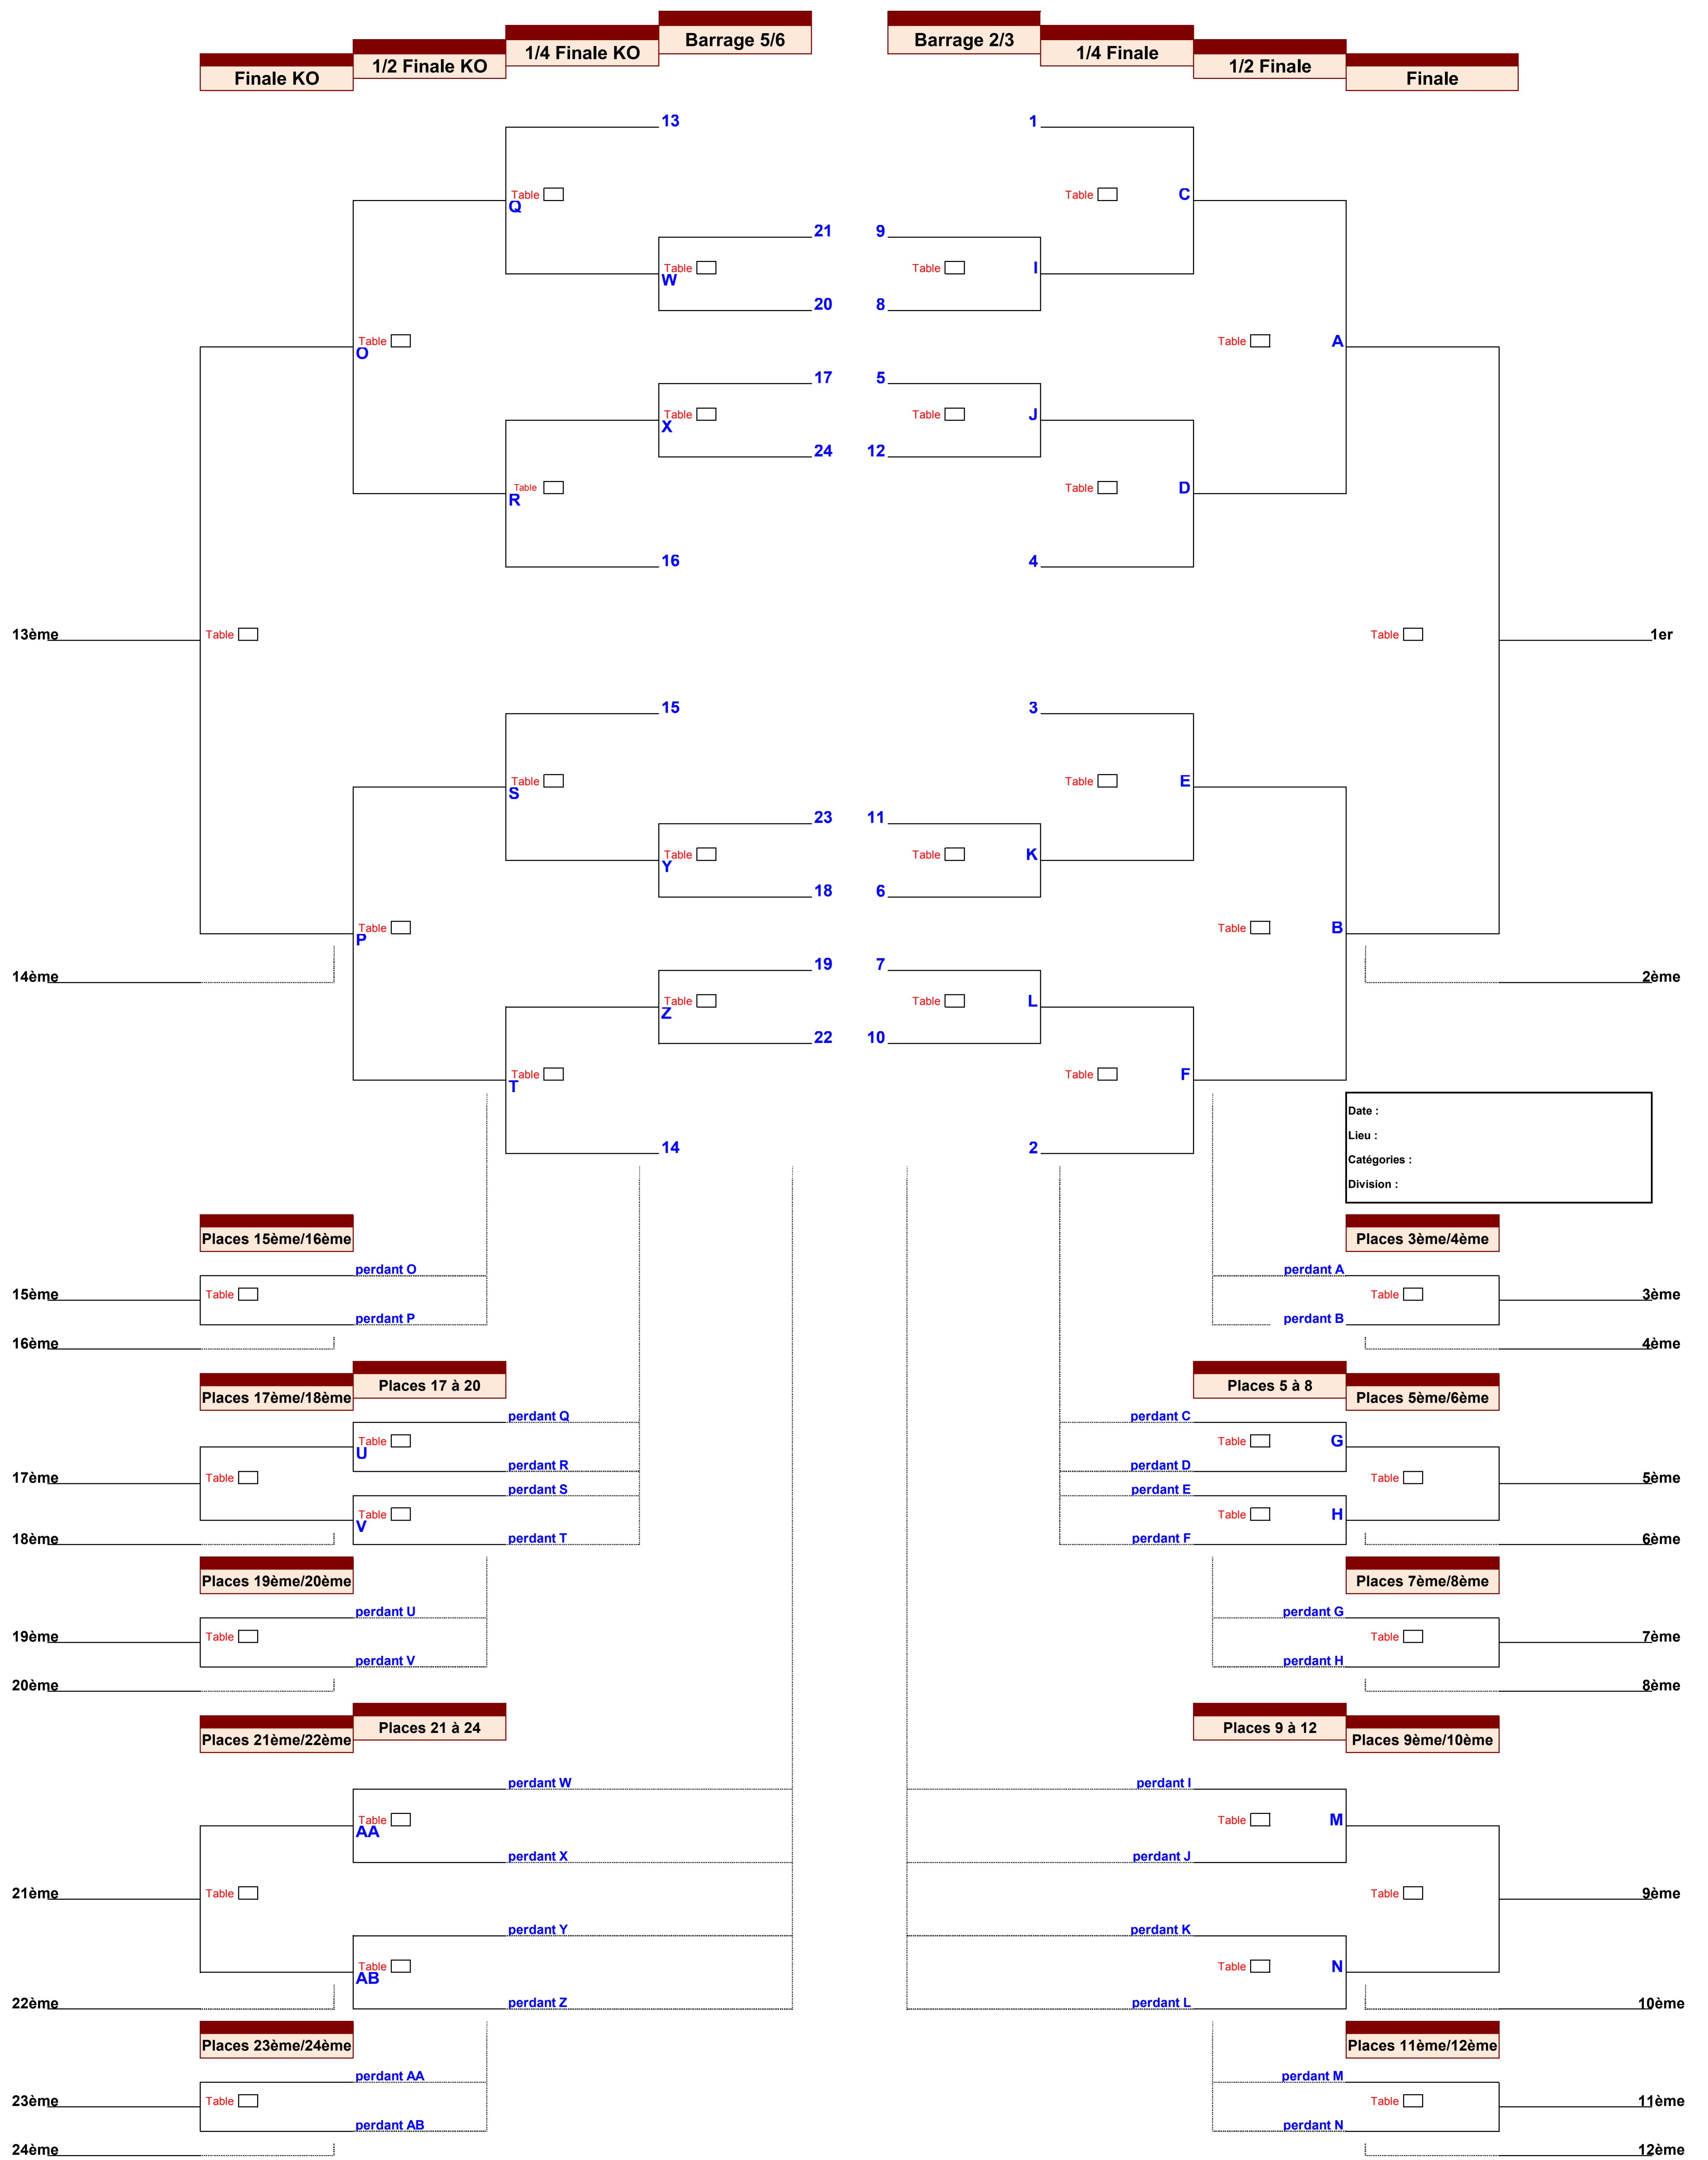 Barrage 5/6 Barrage 2/3
1/4 Finale KO 1/4 Finale
1/2 Finale KO 1/2 Finale
Finale KO Finale
13 1
Table Table C
Q
21 9
Table Table I
W
20 8
Table Table A
O
17 5
Table Table J
X
24 12
Table Table D
R
16 4
13ème Table Table 1er
15 3
Table Table E
S
23 11
Table Table K
Y
18 6
Table Table B
P
19 7
14ème 2ème
Table Table L
Z
22 10
Table Table F
T
Date :
Lieu :
14 2
Catégories :
Division :
Places 15ème/16ème Places 3ème/4ème
perdant O perdant A
15ème Table Table 3ème
perdant P perdant B
16ème 4ème
Places 17 à 20 Places 5 à 8
Places 17ème/18ème Places 5ème/6ème
perdant Q perdant C
Table Table G
U
perdant R perdant D
17ème Table Table 5ème
perdant S perdant E
Table Table H
V
18ème perdant T perdant F 6ème
Places 19ème/20ème Places 7ème/8ème
perdant U perdant G
19ème Table Table 7ème
perdant V perdant H
20ème 8ème
Places 21 à 24 Places 9 à 12
Places 21ème/22ème Places 9ème/10ème
perdant W perdant I
Table Table M
AA
perdant X perdant J
21ème Table Table 9ème
perdant Y perdant K
Table Table N
AB
22ème perdant Z perdant L 10ème
Places 23ème/24ème Places 11ème/12ème
perdant AA perdant M
23ème Table Table 11ème
perdant AB perdant N
24ème 12ème